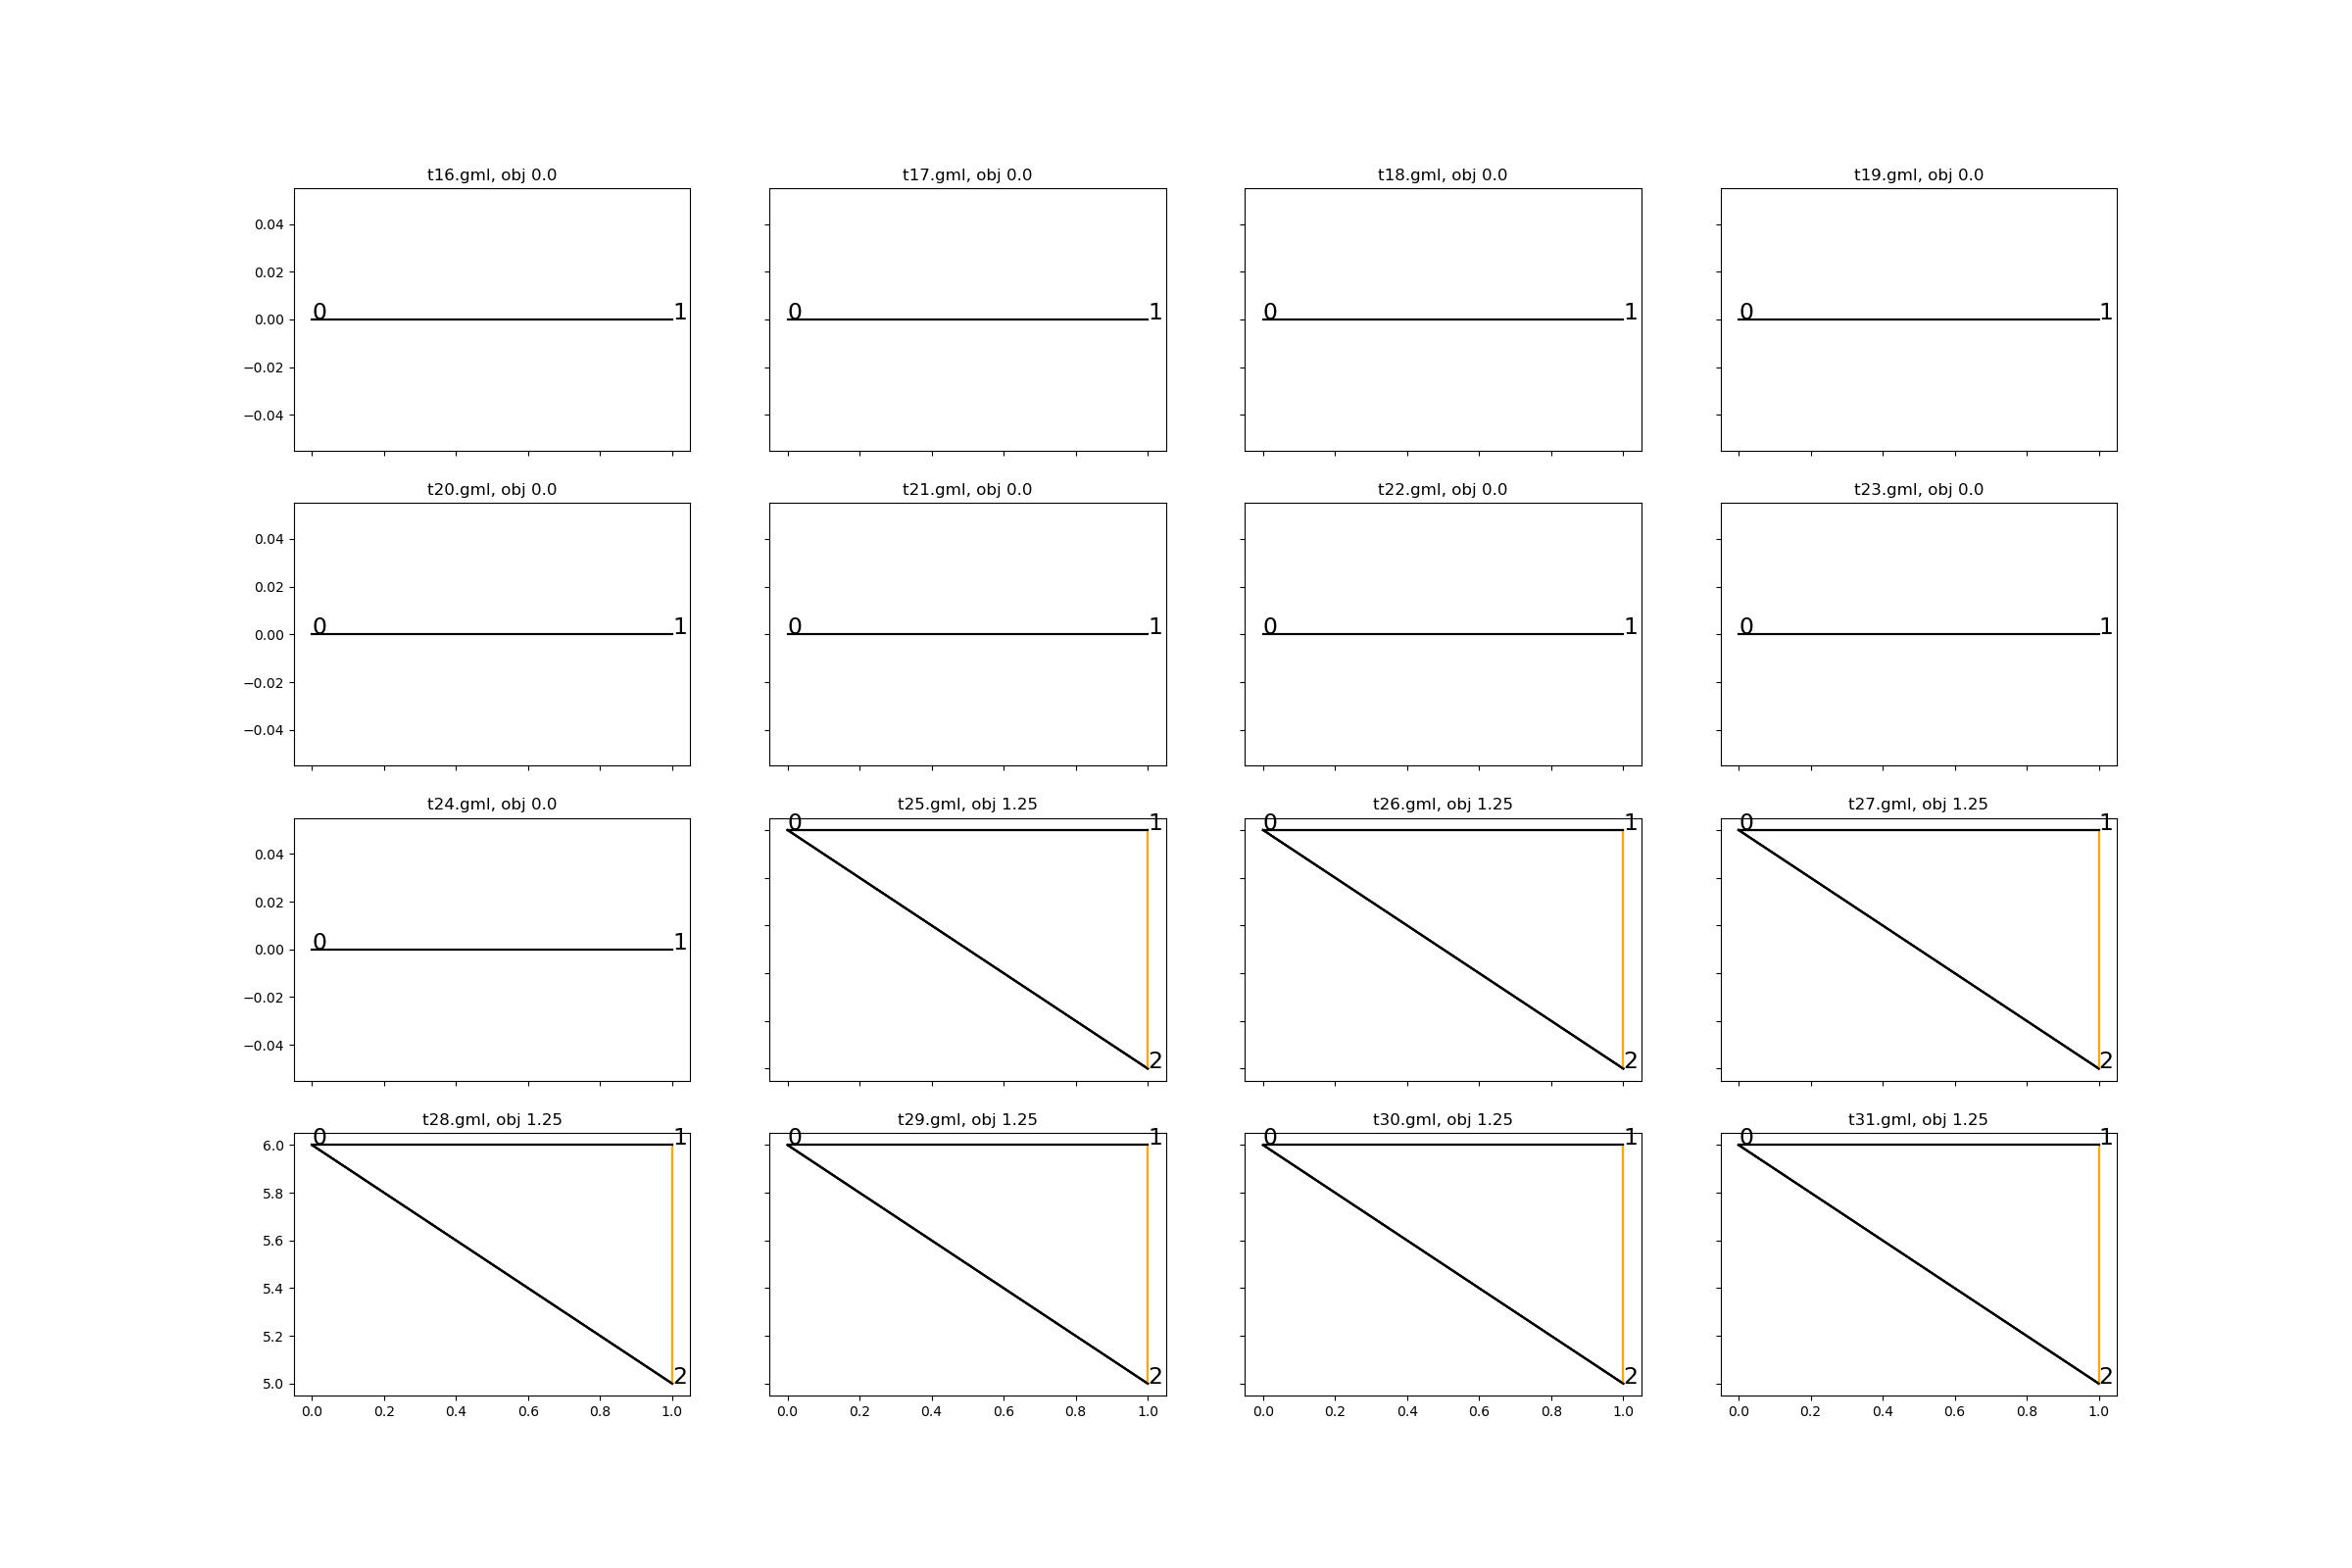 t16.gml, obj 0.0 t17.gml, obj 0.0 t18.gml, obj 0.0 t19.gml, obj 0.0
0.04
0 1 0 1 0 1 0 1
0.02
0.00
−0.02
−0.04
t20.gml, obj 0.0 t21.gml, obj 0.0 t22.gml, obj 0.0 t23.gml, obj 0.0
0.04
0.02
0 1 0 1 0 1 0 1
0.00
−0.02
−0.04
t24.gml, obj 0.0 t25.gml, obj 1.25 t26.gml, obj 1.25 t27.gml, obj 1.25
0 1 0 1 0 1
0.04
0.02
0 1
0.00
−0.02
−0.04
2 2 2
t28.gml, obj 1.25 t29.gml, obj 1.25 t30.gml, obj 1.25 t31.gml, obj 1.25
0 1 0 1 0 1 0 1
6.0
5.8
5.6
5.4
5.2
5.0
2 2 2 2
0.0 0.2 0.4 0.6 0.8 1.0 0.0 0.2 0.4 0.6 0.8 1.0 0.0 0.2 0.4 0.6 0.8 1.0 0.0 0.2 0.4 0.6 0.8 1.0